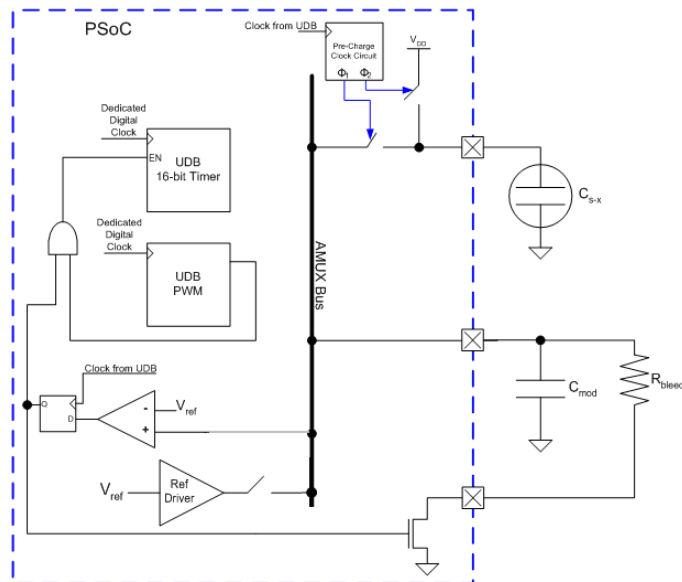 PSoC
Clock from UDB
Pre-Charge
Clock Circuit
Φ1 Φ2
VDD
Dedicated
Digital
Clock
EN
UDB
16-bit Timer
Cs-x
Dedicated
Digital
Clock
UDB
PWM
AMUX Bus
Clock from UDB
Q
D
-
Vref
+
Cmod
Rbleed
Vref
Ref
Driver